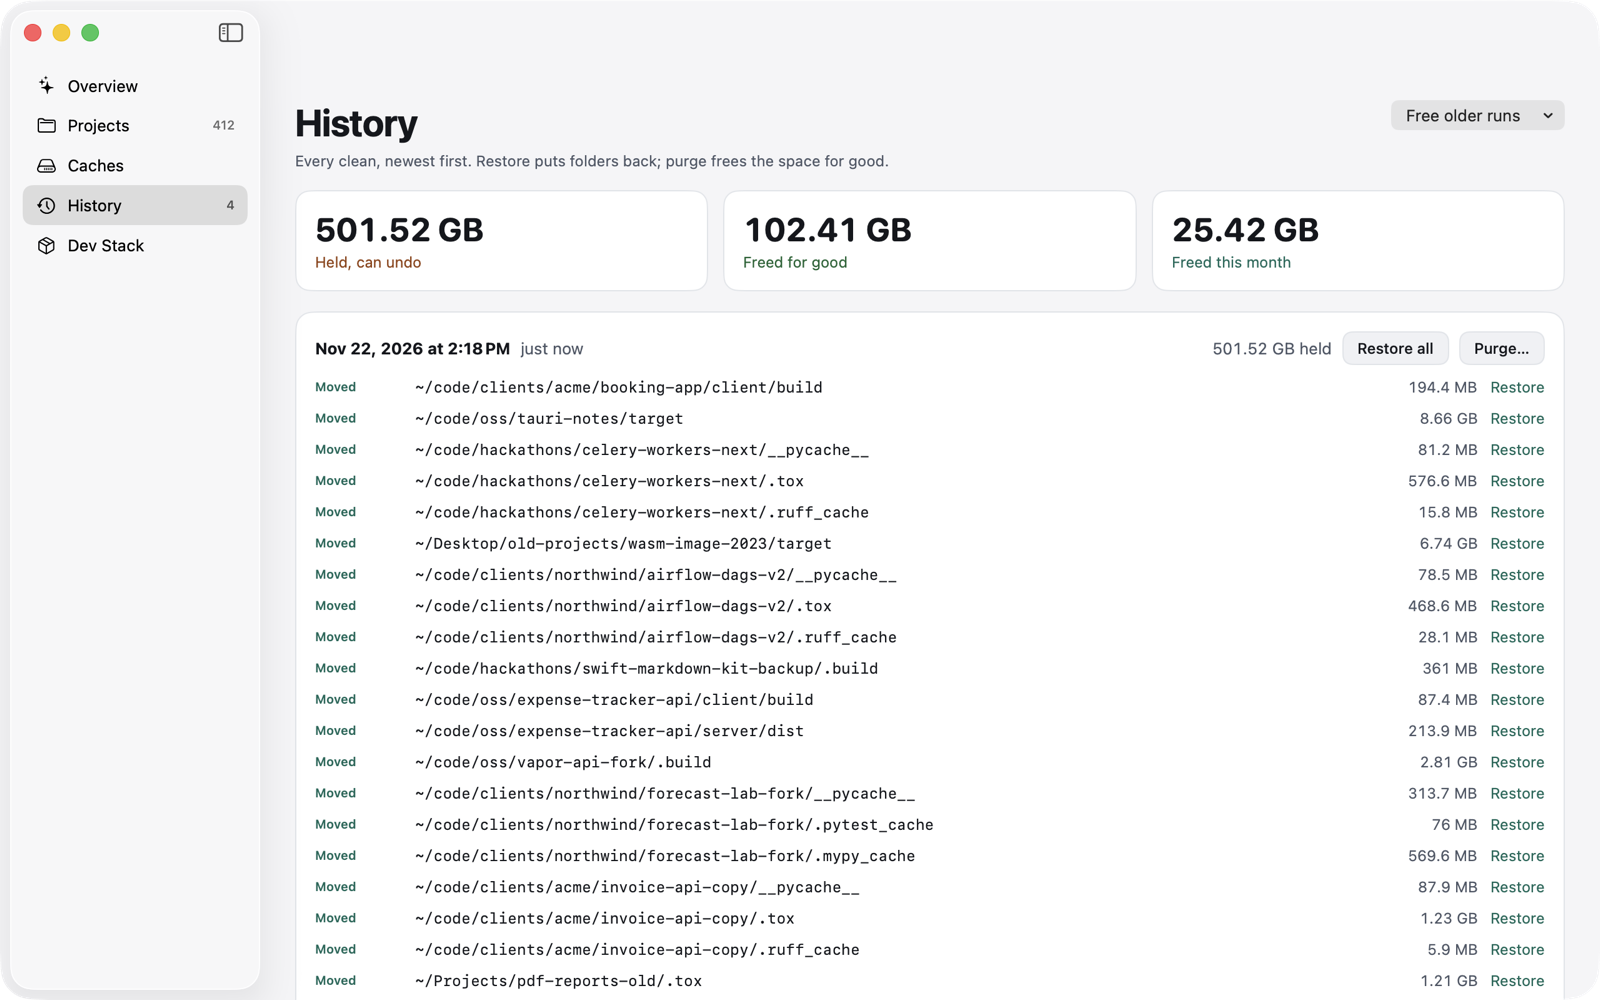 Overview
Projects 412
Caches
History 4
Dev Stack
History
Free older runs
Every clean, newest first. Restore puts folders back; purge frees the space for good.
501.52 GB
Held, can undo
102.41 GB
Freed for good
25.42 GB
Freed this month
Nov 22, 2026 at 2:18 PM just now 501.52 GB held Restore all Purge...
Moved ~/code/clients/acme/booking-app/client/build 194.4 MB Restore
Moved ~/code/oss/tauri-notes/target 8.66 GB Restore
Moved ~/code/hackathons/celery-workers-next/__pycache__ 81.2 MB Restore
Moved ~/code/hackathons/celery-workers-next/.tox 576.6 MB Restore
Moved ~/code/hackathons/celery-workers-next/.ruff_cache 15.8 MB Restore
Moved ~/Desktop/old-projects/wasm-image-2023/target 6.74 GB Restore
Moved ~/code/clients/northwind/airflow-dags-v2/__pycache__ 78.5 MB Restore
Moved ~/code/clients/northwind/airflow-dags-v2/.tox 468.6 MB Restore
Moved ~/code/clients/northwind/airflow-dags-v2/.ruff_cache 28.1 MB Restore
Moved ~/code/hackathons/swift-markdown-kit-backup/.build 361 MB Restore
Moved ~/code/oss/expense-tracker-api/client/build 87.4 MB Restore
Moved ~/code/oss/expense-tracker-api/server/dist 213.9 MB Restore
Moved ~/code/oss/vapor-api-fork/.build 2.81 GB Restore
Moved ~/code/clients/northwind/forecast-lab-fork/__pycache__ 313.7 MB Restore
Moved ~/code/clients/northwind/forecast-lab-fork/.pytest_cache 76 MB Restore
Moved ~/code/clients/northwind/forecast-lab-fork/.mypy_cache 569.6 MB Restore
Moved ~/code/clients/acme/invoice-api-copy/__pycache__ 87.9 MB Restore
Moved ~/code/clients/acme/invoice-api-copy/.tox 1.23 GB Restore
Moved ~/code/clients/acme/invoice-api-copy/.ruff_cache 5.9 MB Restore
Moved ~/Projects/pdf-reports-old/.tox 1.21 GB Restore